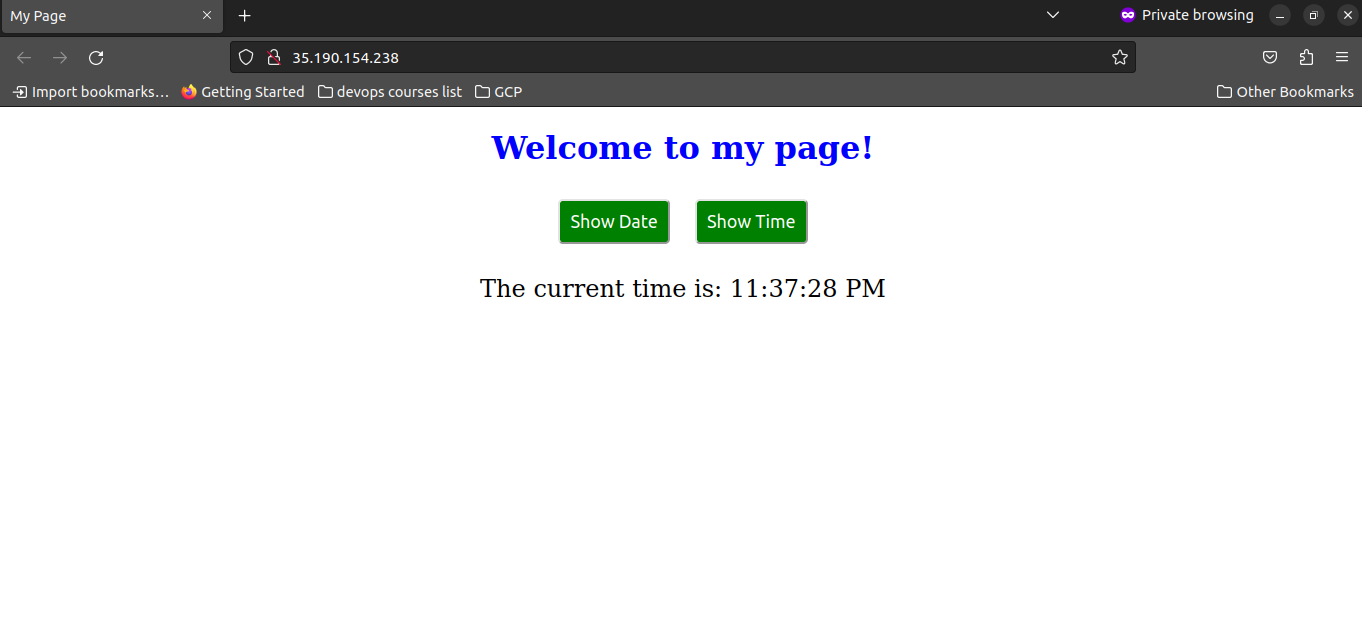 My Page
Private browsing
35.190.154.238
Import bookmarks... Getting Started devops courses list GCP Other Bookmarks
Welcome to my page!
Show Date Show Time
The current time is: 11:37:28 PM